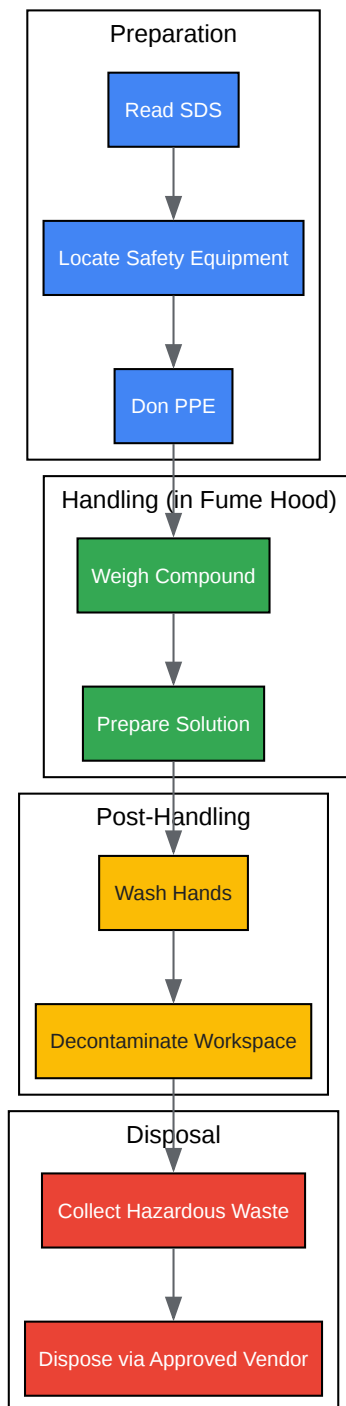 Preparation
Read SDS
Locate Safety Equipment
Don PPE
Handling (in Fume Hood)
Weigh Compound
Prepare Solution
Post-Handling
Wash Hands
Decontaminate Workspace
Disposal
Collect Hazardous Waste
Dispose via Approved Vendor